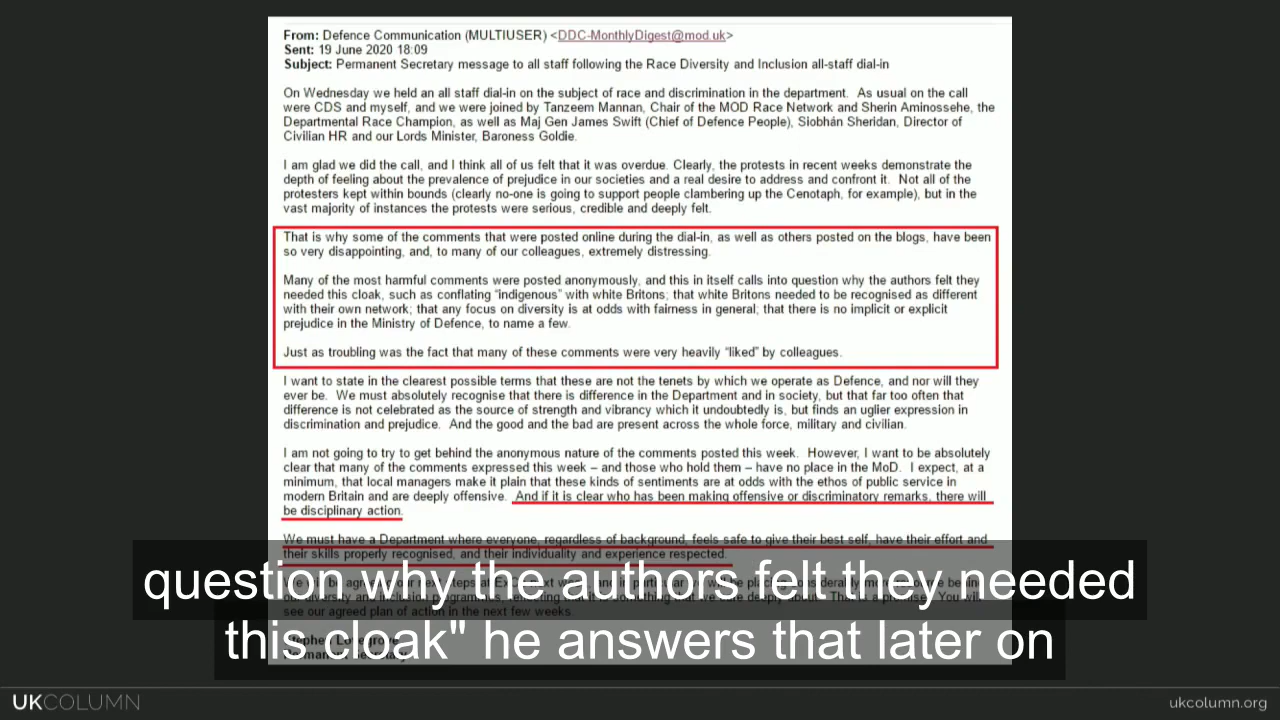 From: Defence Communication (MULTIUSER) <DDC-MonthlyDigest@mod.uk>
Sent: 19 June 2020 18:09
Subject: Permanent Secretary message to all staff following the Race Diversity and Inclusion all-staff dial-in
On Wednesday we held an all staff dial-in on the subject of race and discrimination in the department. As usual on the call
were CDS and myself, and we were joined by Tanzeem Mannan, Chair of the MOD Race Network and Sherin Aminossehe, the
Departmental Race Champion, as well as Maj Gen James Swift (Chief of Defence People), Siobhán Sheridan, Director of
Civilian HR and our Lords Minister, Baroness Goldie.
I am glad we did the call, and I think all of us felt that it was overdue. Clearly, the protests in recent weeks demonstrate the
depth of feeling about the prevalence of prejudice in our societies and a real desire to address and confront it. Not all of the
protesters kept within bounds (clearly no-one is going to support people clambering up the Cenotaph, for example), but in the
vast majority of instances the protests were serious, credible and deeply felt.
That is why some of the comments that were posted online during the dial-in, as well as others posted on the blogs, have been
so very disappointing, and, to many of our colleagues, extremely distressing.
Many of the most harmful comments were posted anonymously, and this in itself calls into question why the authors felt they
needed this cloak, such as conflating “indigenous” with white Britons; that white Britons needed to be recognised as different
with their own network; that any focus on diversity is at odds with fairness in general; that there is no implicit or explicit
prejudice in the Ministry of Defence, to name a few.
Just as troubling was the fact that many of these comments were very heavily “liked” by colleagues.
I want to state in the clearest possible terms that these are not the tenets by which we operate as Defence, and nor will they
ever be. We must absolutely recognise that there is difference in the Department and in society, but that far too often that
difference is not celebrated as the source of strength and vibrancy which it undoubtedly is, but finds an uglier expression in
discrimination and prejudice. And the good and the bad are present across the whole force, military and civilian.
I am not going to try to get behind the anonymous nature of the comments posted this week. However, I want to be absolutely
clear that many of the comments expressed this week – and those who hold them – have no place in the MoD. I expect, at a
minimum, that local managers make it plain that these kinds of sentiments are at odds with the ethos of public service in
modern Britain and are deeply offensive. And if it is clear who has been making offensive or discriminatory remarks, there will
be disciplinary action.
We must have a Department where everyone, regardless of background, feels safe to give their best self, have their effort and
their skills properly recognised, and their individuality and experience respected.
see our agreed plan of action in the next few weeks.
question why the authors felt they needed
this cloak" he answers that later on
UKCOLUMN
ukcolumn.org